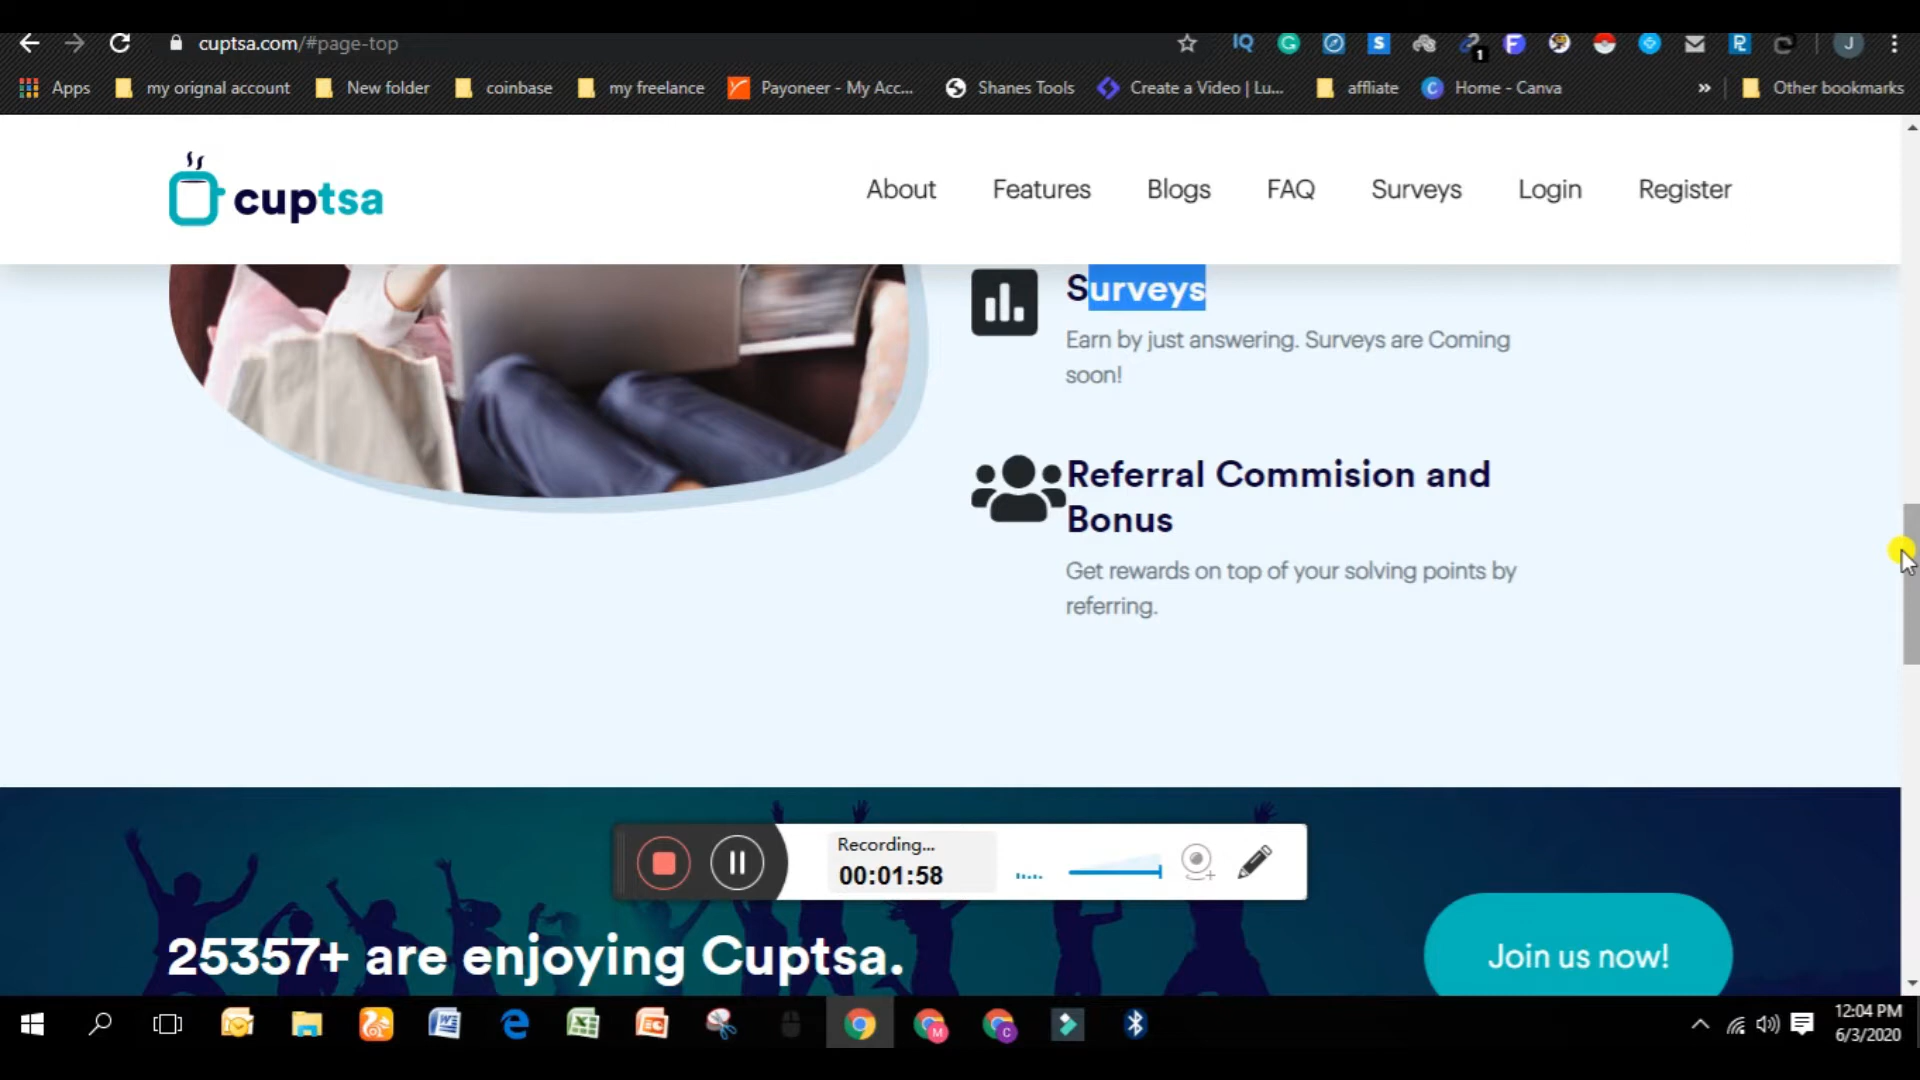 cuptsa.com/#page-top
1
J
Apps
my orignal account
New folder
coinbase
my freelance
Payoneer - My Acc...
Shanes Tools
Create a Video | Lu...
affliate
Home - Canva
»
Other bookmarks
cuptsa
About
Features
Blogs
FAQ
Surveys
Login
Register
Surveys
Earn by just answering. Surveys are Coming
soon!
Referral Commision and
Bonus
Get rewards on top of your solving points by
referring.
Recording...
00:01:58
25357+ are enjoying Cuptsa.
Join us now!
12:04 PM
6/3/2020